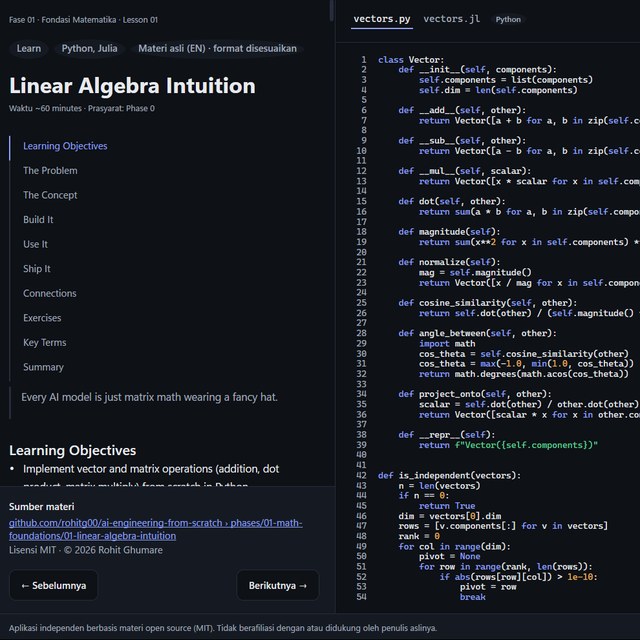 Fase 01 · Fondasi Matematika · Lesson 01
Learn
Python, Julia
Materi asli (EN) · format disesuaikan
Linear Algebra Intuition
Waktu ~60 minutes · Prasyarat: Phase 0
Learning Objectives
The Problem
The Concept
Build It
Use It
Ship It
Connections
Exercises
Key Terms
Summary
Every AI model is just matrix math wearing a fancy hat.
Learning Objectives
• Implement vector and matrix operations (addition, dot
product, matrix multiply) from scratch in Python
Sumber materi
github.com/rohitg00/ai-engineering-from-scratch › phases/01-math-
foundations/01-linear-algebra-intuition
Lisensi MIT · © 2026 Rohit Ghumare
← Sebelumnya
Berikutnya →
vectors.py
vectors.jl
Python
1 class Vector:
2     def __init__(self, components):
3         self.components = list(components)
4         self.dim = len(self.components)
5
6     def __add__(self, other):
7         return Vector([a + b for a, b in zip(self.co
8
9     def __sub__(self, other):
10         return Vector([a - b for a, b in zip(self.co
11
12     def __mul__(self, scalar):
13         return Vector([x * scalar for x in self.com
14
15     def dot(self, other):
16         return sum(a * b for a, b in zip(self.compo
17
18     def magnitude(self):
19         return sum(x**2 for x in self.components) **
20
21     def normalize(self):
22         mag = self.magnitude()
23         return Vector([x / mag for x in self.compon
24
25     def cosine_similarity(self, other):
26         return self.dot(other) / (self.magnitude() *
27
28     def angle_between(self, other):
29         import math
30         cos_theta = self.cosine_similarity(other)
31         cos_theta = max(-1.0, min(1.0, cos_theta))
32         return math.degrees(math.acos(cos_theta))
33
34     def project_onto(self, other):
35         scalar = self.dot(other) / other.dot(other)
36         return Vector([scalar * x for x in other.co
37
38     def __repr__(self):
39         return f"Vector({self.components})"
40
41
42 def is_independent(vectors):
43     n = len(vectors)
44     if n == 0:
45         return True
46     dim = vectors[0].dim
47     rows = [v.components[:] for v in vectors]
48     rank = 0
49     for col in range(dim):
50         pivot = None
51         for row in range(rank, len(rows)):
52             if abs(rows[row][col]) > 1e-10:
53                 pivot = row
54                 break
Aplikasi independen berbasis materi open source (MIT). Tidak berafiliasi dengan atau didukung oleh penulis aslinya.